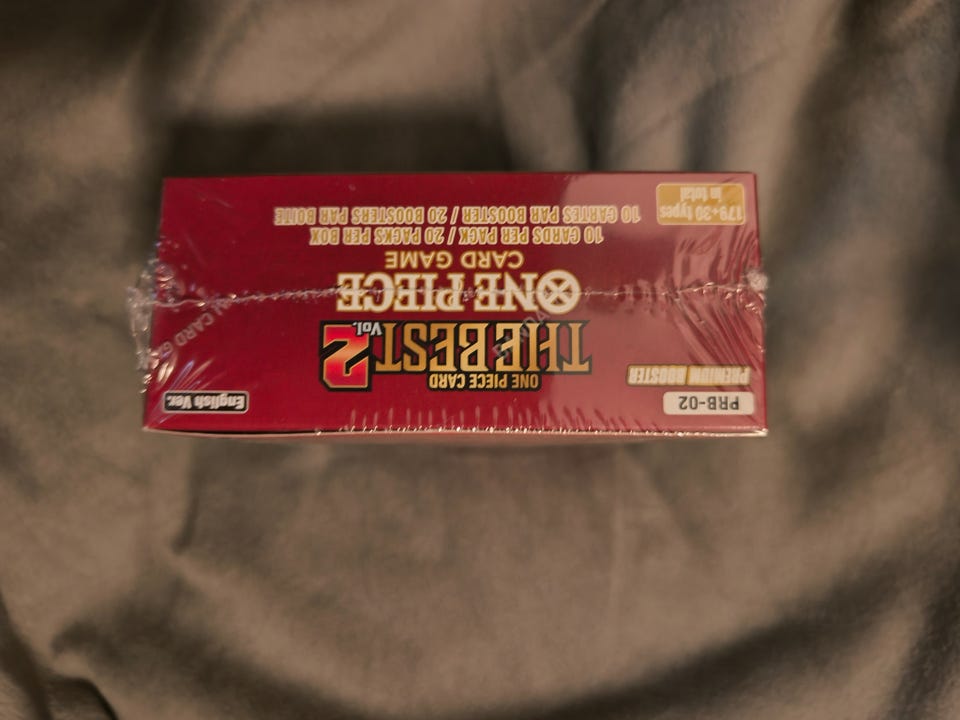 PRB-02
English Ver.
PREMIUM BOOSTER
ONE PIECE CARD
THE BEST Vol. 2
ONE PIECE
CARD GAME
10 CARDS PER PACK / 20 PACKS PER BOX
10 CARTES PAR BOOSTER / 20 BOOSTERS PAR BOITE
179+30 types
in total